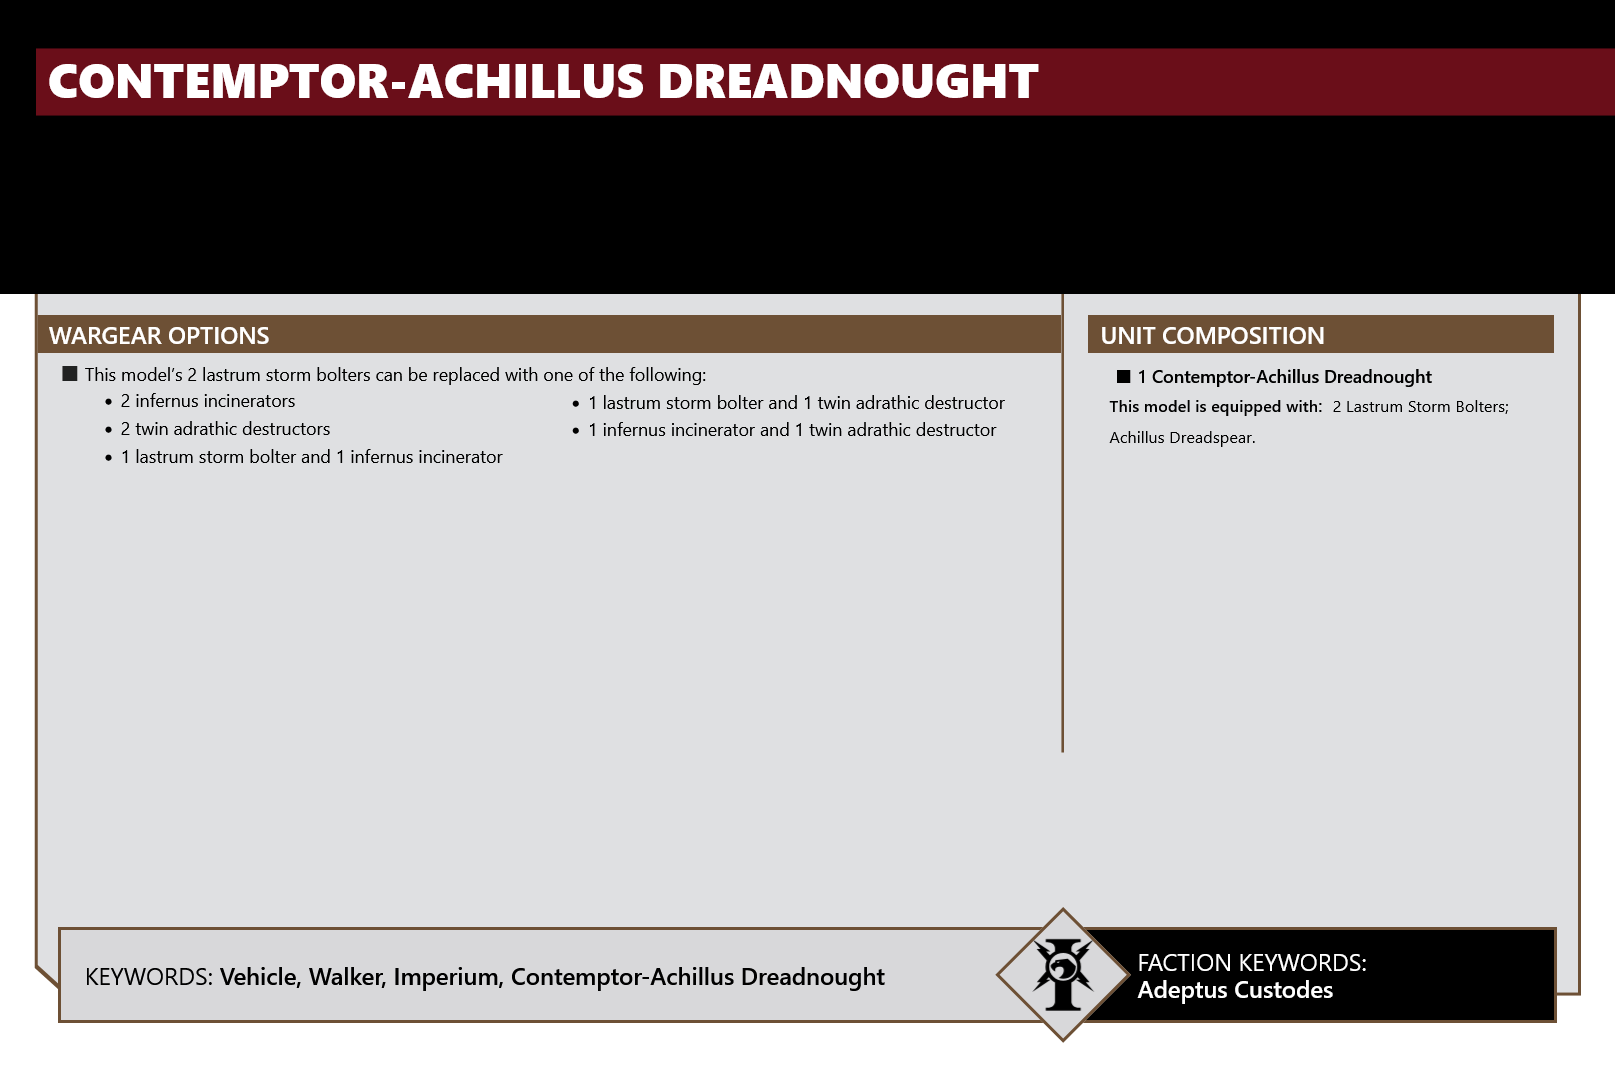 CONTEMPTOR-ACHILLUS DREADNOUGHT
WARGEAR OPTIONS
■ This model's 2 lastrum storm bolters can be replaced with one of the following:
• 2 infernus incinerators
• 2 twin adrathic destructors
• 1 lastrum storm bolter and 1 infernus incinerator
• 1 lastrum storm bolter and 1 twin adrathic destructor
• 1 infernus incinerator and 1 twin adrathic destructor
UNIT COMPOSITION
■ 1 Contemptor-Achillus Dreadnought
This model is equipped with: 2 Lastrum Storm Bolters;
Achillus Dreadspear.
KEYWORDS: Vehicle, Walker, Imperium, Contemptor-Achillus Dreadnought
FACTION KEYWORDS:
Adeptus Custodes